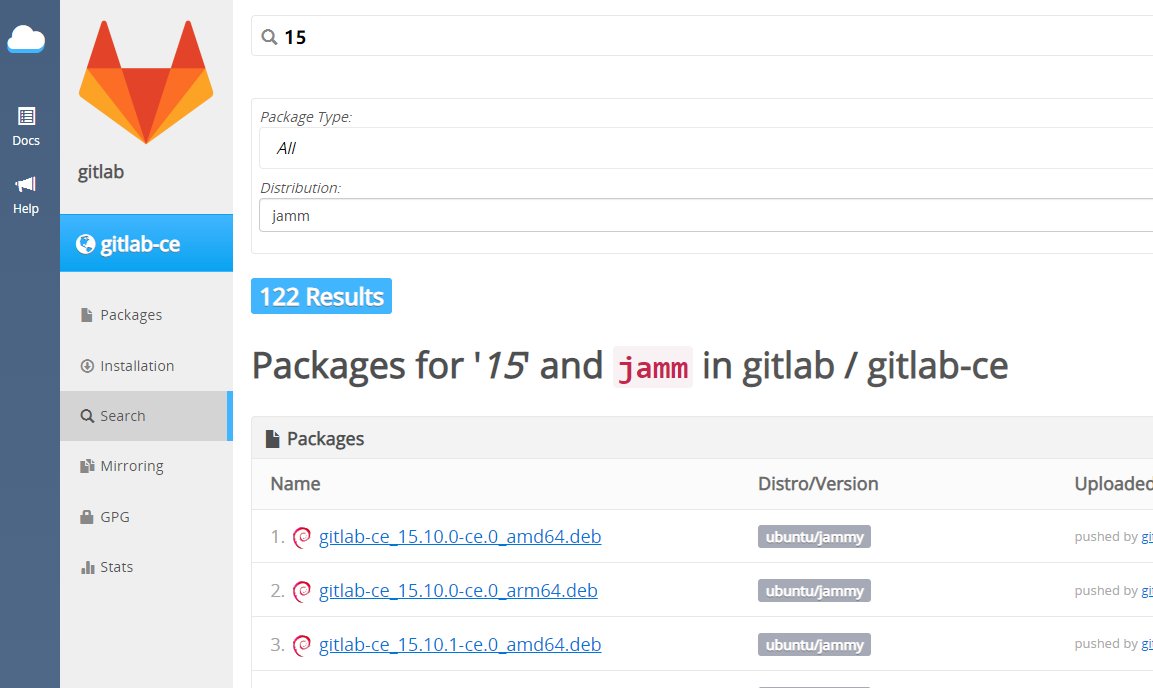 15
Docs
Help
gitlab
gitlab-ce
Packages
Installation
Search
Mirroring
GPG
Stats
Package Type:
All
Distribution:
jamm
122 Results
Packages for '15' and jamm in gitlab / gitlab-ce
Packages
Name Distro/Version Uploaded
1. gitlab-ce_15.10.0-ce.0_amd64.deb ubuntu/jammy pushed by gi
2. gitlab-ce_15.10.0-ce.0_arm64.deb ubuntu/jammy pushed by gi
3. gitlab-ce_15.10.1-ce.0_amd64.deb ubuntu/jammy pushed by gi